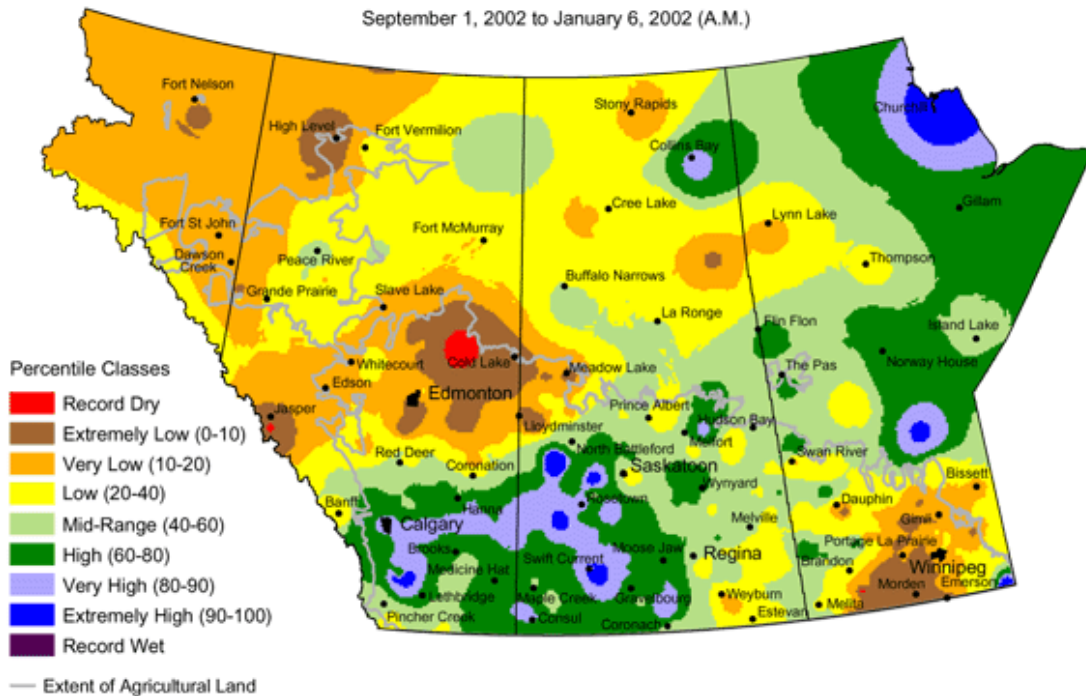 September 1, 2002 to January 6, 2002 (A.M.)
Fort Nelson
Stony Rapids
Churchill
High Level
Fort Vermilion
Collins Bay
Cree Lake
Gillam
Lynn Lake
Fort St John
Fort McMurray
Dawson
Creek
Peace River
Thompson
Buffalo Narrows
Grande Prairie
Slave Lake
La Ronge
Flin Flon
Island Lake
Cold Lake
Norway House
Whitecourt
Meadow Lake
The Pas
Edson
Edmonton
Jasper
Prince Albert
Hudson Bay
Lloydminster
Melfort
North Battleford
Red Deer
Coronation
Saskatoon
Swan River
Bissett
Wynyard
Banff
Hanna
Rosetown
Dauphin
Gimli
Calgary
Melville
Portage La Prairie
Brooks
Moose Jaw
Regina
Winnipeg
Swift Current
Brandon
Medicine Hat
Morden
Emerson
Lethbridge
Maple Creek
Gravelbourg
Weyburn
Melita
Pincher Creek
Consul
Coronach
Estevan
Percentile Classes
Record Dry
Extremely Low (0-10)
Very Low (10-20)
Low (20-40)
Mid-Range (40-60)
High (60-80)
Very High (80-90)
Extremely High (90-100)
Record Wet
Extent of Agricultural Land